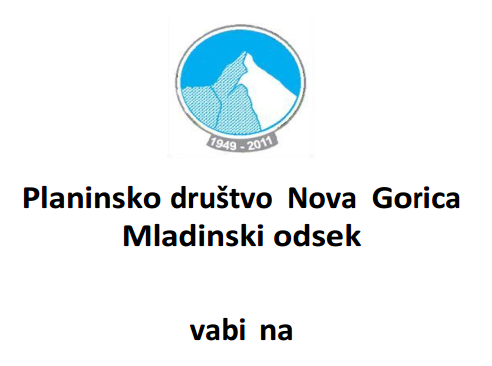 1949 - 2011
Planinsko društvo Nova Gorica
Mladinski odsek
vabi na